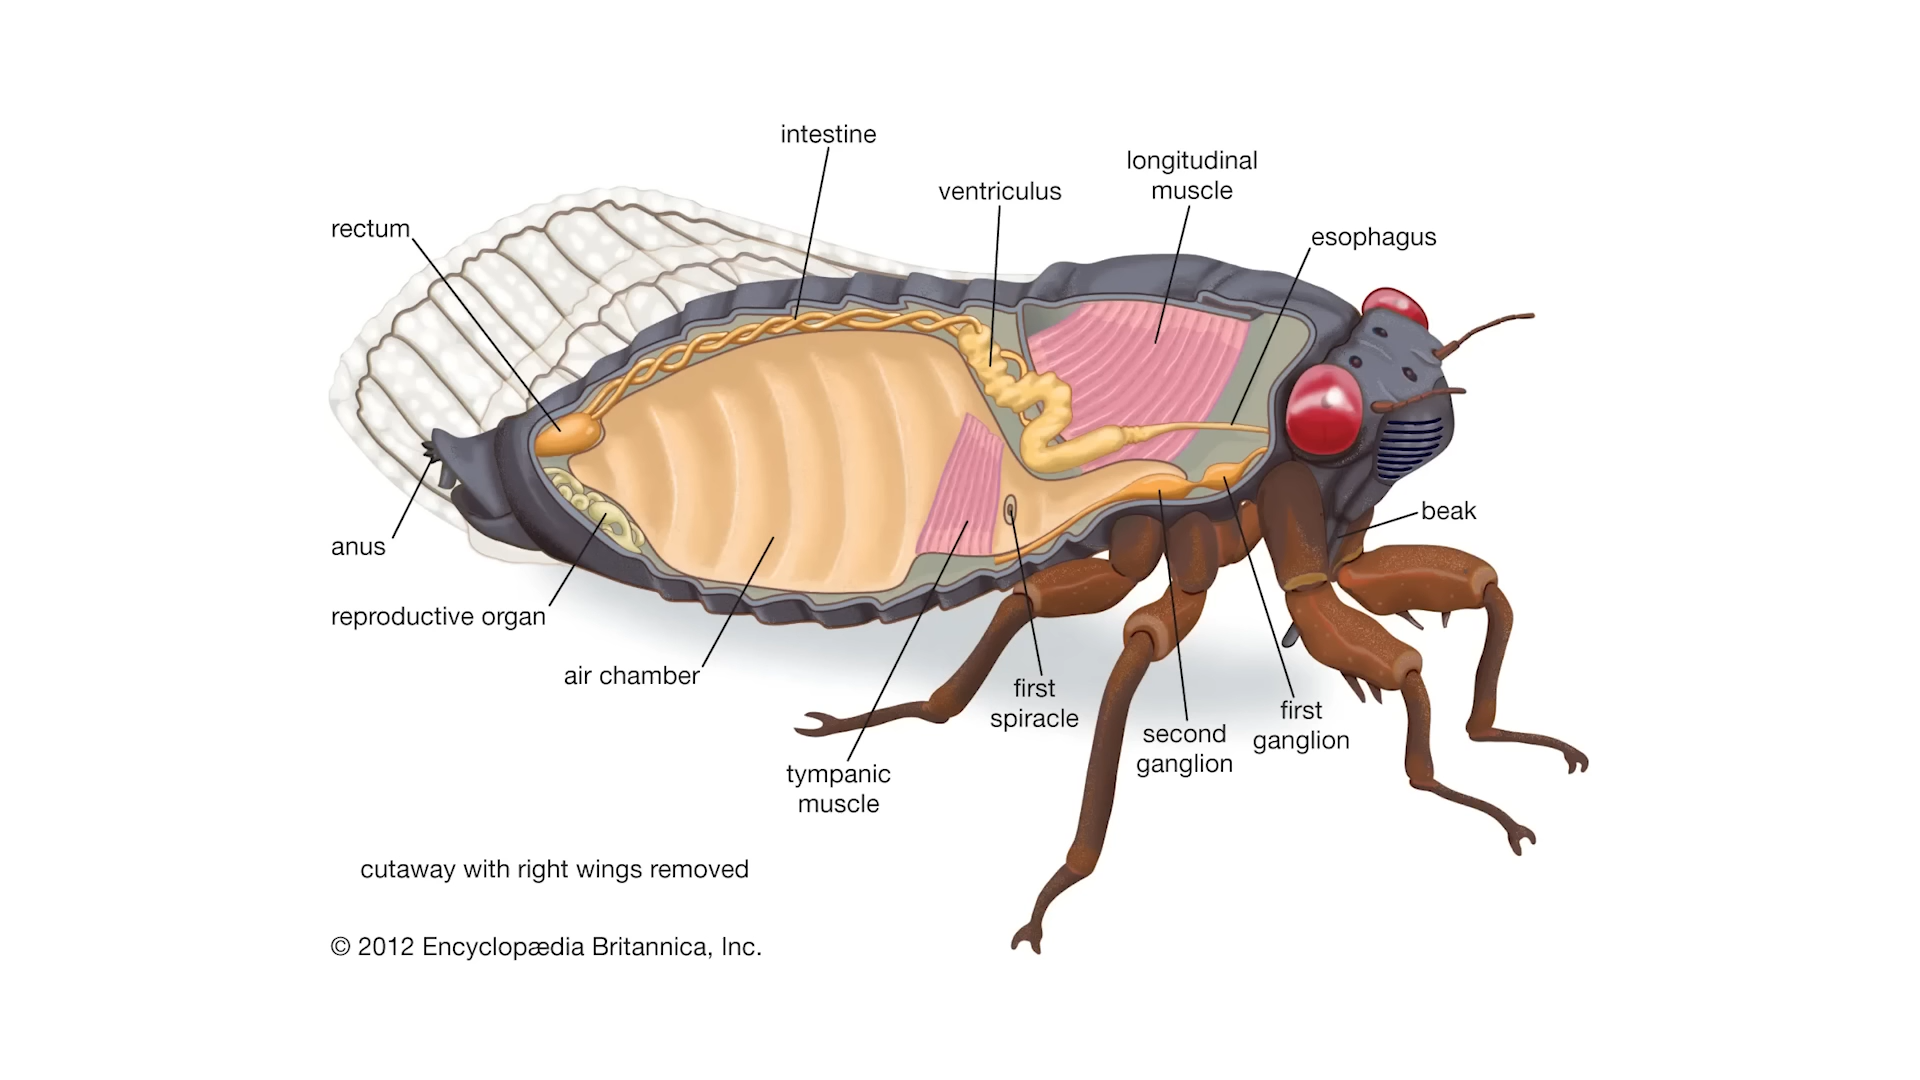 intestine
longitudinal
muscle
ventriculus
rectum
esophagus
beak
anus
reproductive organ
air chamber
first
spiracle
first
ganglion
second
ganglion
tympanic
muscle
cutaway with right wings removed
© 2012 Encyclopædia Britannica, Inc.